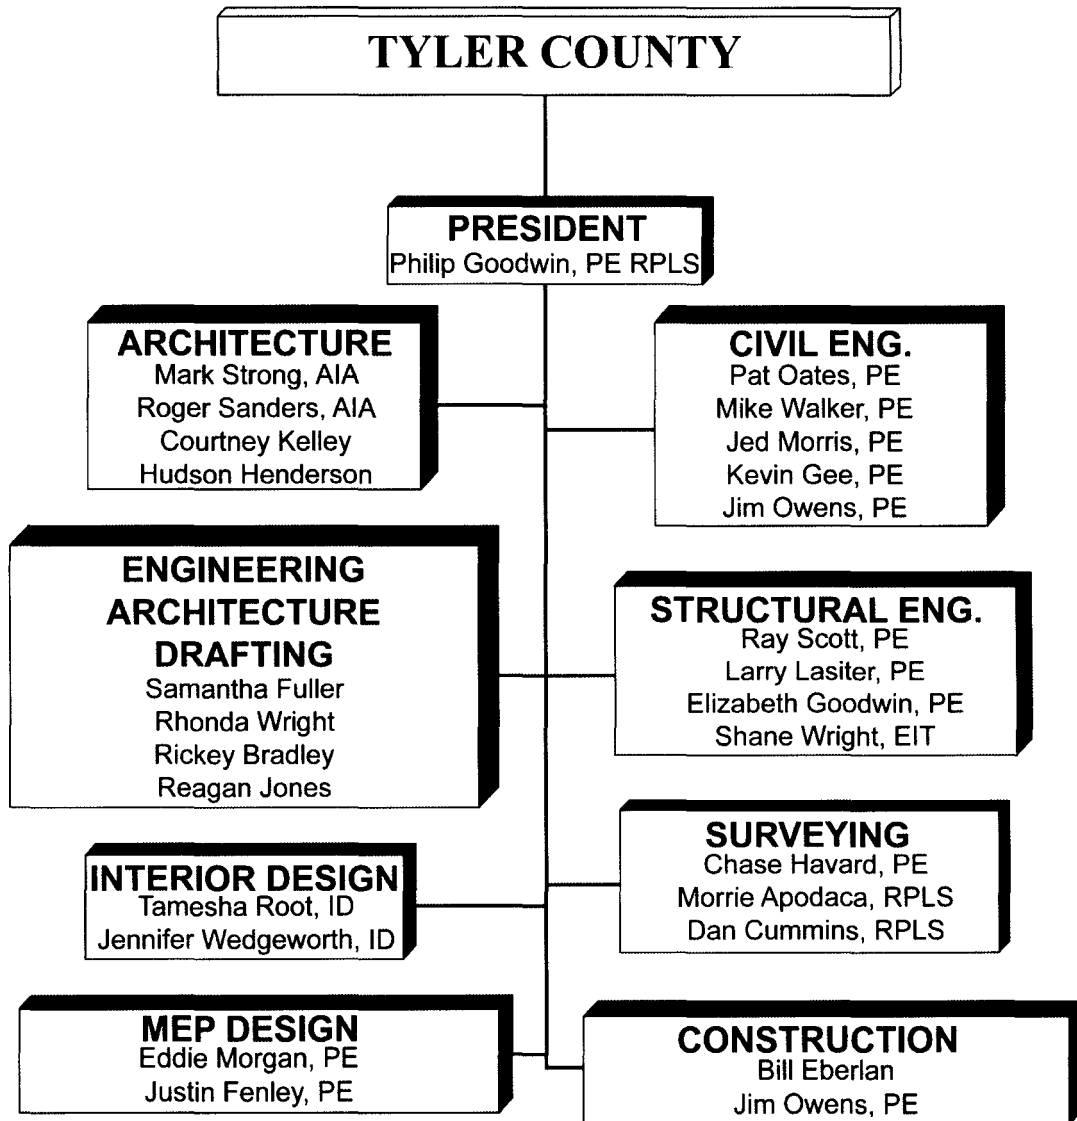 TYLER COUNTY
PRESIDENT
Philip Goodwin, PE RPLS
ARCHITECTURE
Mark Strong, AIA
Roger Sanders, AIA
Courtney Kelley
Hudson Henderson
CIVIL ENG.
Pat Oates, PE
Mike Walker, PE
Jed Morris, PE
Kevin Gee, PE
Jim Owens, PE
ENGINEERING
ARCHITECTURE
DRAFTING
Samantha Fuller
Rhonda Wright
Rickey Bradley
Reagan Jones
STRUCTURAL ENG.
Ray Scott, PE
Larry Lasiter, PE
Elizabeth Goodwin, PE
Shane Wright, EIT
INTERIOR DESIGN
Tamesha Root, ID
Jennifer Wedgeworth, ID
SURVEYING
Chase Havard, PE
Morrie Apodaca, RPLS
Dan Cummins, RPLS
MEP DESIGN
Eddie Morgan, PE
Justin Fenley, PE
CONSTRUCTION
Bill Eberlan
Jim Owens, PE